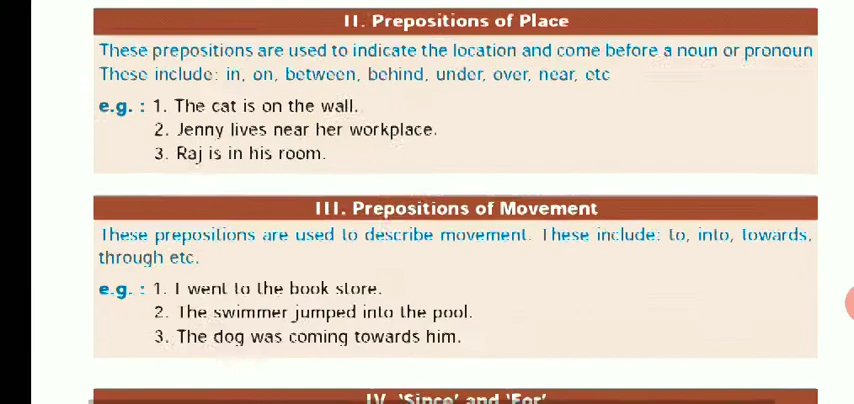 II. Prepositions of Place
These prepositions are used to indicate the location and come before a noun or pronoun
These include: in, on, between, behind, under, over, near, etc
e.g. : 1. The cat is on the wall.
2. Jenny lives near her workplace.
3. Raj is in his room.
III. Prepositions of Movement
These prepositions are used to describe movement. These include: to, into, towards,
through etc.
e.g. : 1. I went to the book store.
2. The swimmer jumped into the pool.
3. The dog was coming towards him.
IV. 'Since' and 'For'